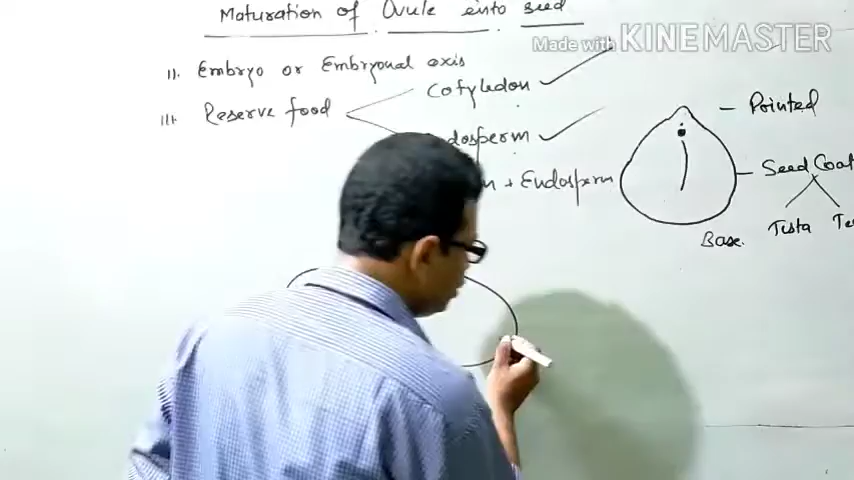 Maturation of Ovule into seed
Made with KINEMASTER
II. Embryo or Embryonal axis
III. Reserve food
Cotyledon
dosperm
+ Endosperm
Pointed
Seed Coat
Tista
Base.